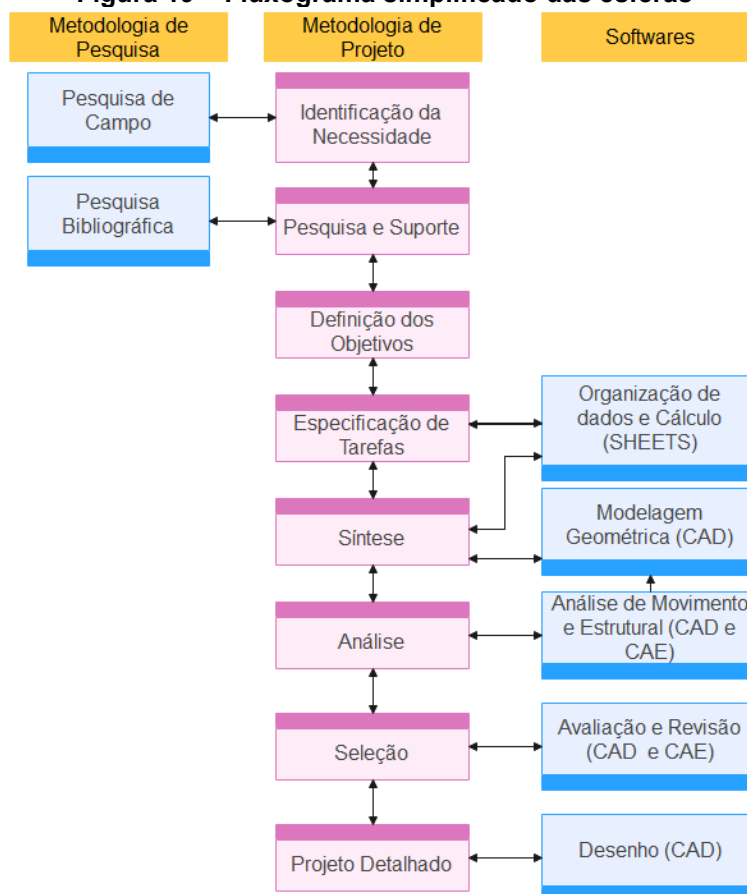 Metodologia de
Pesquisa
Metodologia de
Projeto
Softwares
Pesquisa de
Campo
Identificação da
Necessidade
Pesquisa
Bibliográfica
Pesquisa e Suporte
Definição dos
Objetivos
Especificação de
Tarefas
Organização de
dados e Cálculo
(SHEETS)
Síntese
Modelagem
Geométrica (CAD)
Análise
Análise de Movimento
e Estrutural (CAD e
CAE)
Seleção
Avaliação e Revisão
(CAD e CAE)
Projeto Detalhado
Desenho (CAD)